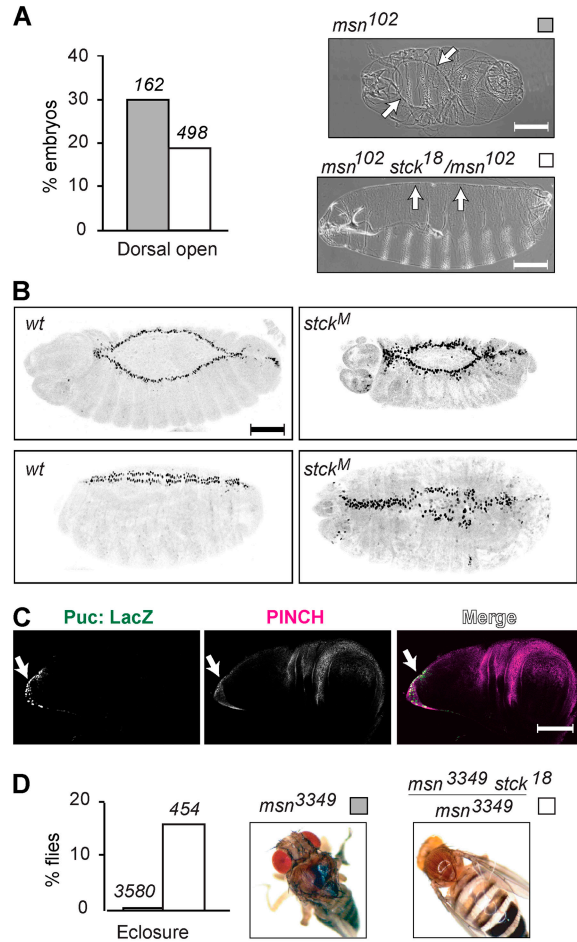 A
40
30
20
10
0
% embryos
162
498
Dorsal open
msn102
msn102 stck18/msn102
B
wt
stckM
wt
stckM
C
Puc: LacZ
PINCH
Merge
D
20
10
0
% flies
3580
454
Eclosure
msn3349
msn3349 stck18
msn3349